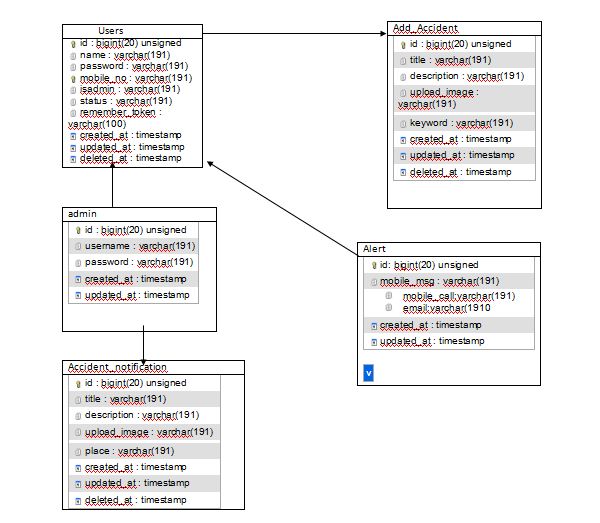 Users
id : bigint(20) unsigned
name : varchar(191)
password : varchar(191)
mobile_no : varchar(191)
isadmin : varchar(191)
status : varchar(191)
remember_token :
varchar(100)
created_at : timestamp
updated_at : timestamp
deleted_at : timestamp
Add_Accident
id : bigint(20) unsigned
title : varchar(191)
description : varchar(191)
upload_image :
varchar(191)
keyword : varchar(191)
created_at : timestamp
updated_at : timestamp
deleted_at : timestamp
admin
id : bigint(20) unsigned
username : varchar(191)
password : varchar(191)
created_at : timestamp
updated_at : timestamp
Alert
id: bigint(20) unsigned
mobile_msg : varchar(191)
mobile_call:varchar(191)
email:varchar(1910
created_at : timestamp
updated_at : timestamp
v
Accident_notification
id : bigint(20) unsigned
title : varchar(191)
description : varchar(191)
upload_image : varchar(191)
place : varchar(191)
created_at : timestamp
updated_at : timestamp
deleted_at : timestamp